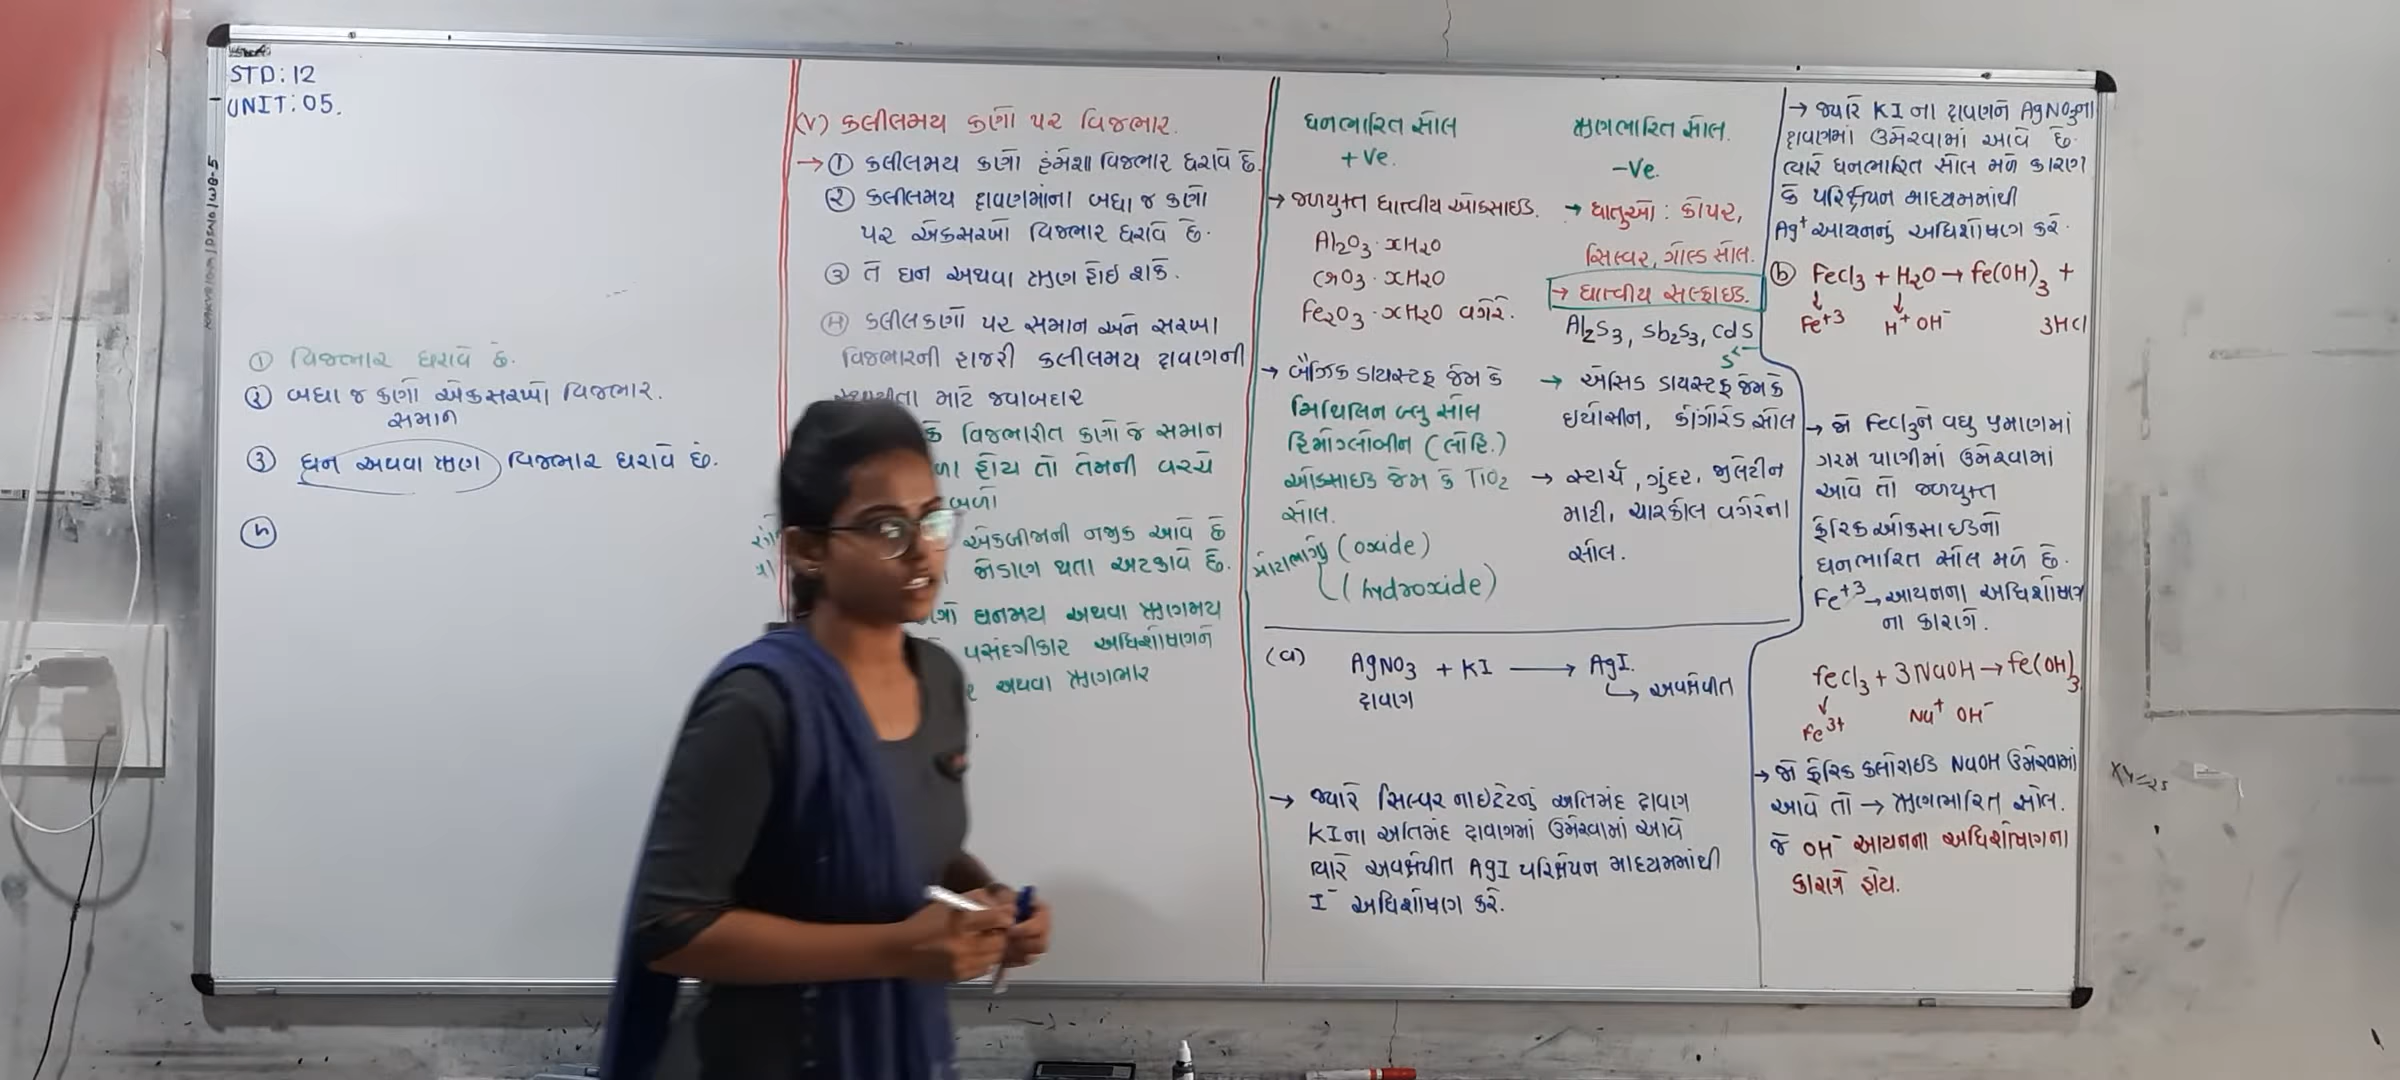 STD: 12
UNIT: 05.
① વિજભાર ધરાવે છે.
② બધા જ કણો એકસરખો વિજભાર.
સમાન
③ ધન અથવા ઋણ વિજભાર ધરાવે છે.
(V) કલીલમય કણો પર વિજભાર.
→ ① કલીલમય કણો હંમેશા વિજભાર ધરાવે છે.
② કલીલમય દ્રાવણમાંના બધા જ કણો
પર એકસરખો વિજભાર ધરાવે છે.
③ તે ધન અથવા ઋણ હોઈ શકે.
④ કલીલકણો પર સમાન અને સરખા
વિજભારની હાજરી કલીલમય દ્રાવણની
માટે જવાબદાર
કે વિજભારીત કણો જે સમાન
હોય તો તેમની વચ્ચે
બળો
એકબીજાની નજીક આવે છે
જોડાણ થતા અટકાવે છે.
ધનમય અથવા ઋણમય
પસંદગીકાર અધિશોષણને
અથવા ઋણભાર
ધનભારિત સોલ
+Ve.
→ જળયુક્ત ધાત્વીય ઓક્સાઇડ.
Al₂O₃·xH₂O
CrO₃·xH₂O
Fe₂O₃·xH₂O વગેરે.
→ બેઝિક ડાયસ્ટફ જેમ કે
મિથિલિન બ્લુ સોલ
હિમોગ્લોબીન (લોહિ.)
ઓક્સાઇડ જેમ કે TiO₂
સોલ.
મોટાભાગે (oxide)
(hydroxide)
ઋણભારિત સોલ.
-Ve.
→ ધાતુઓ : કોપર,
સિલ્વર, ગોલ્ડ સોલ.
→ ધાત્વીય સલ્ફાઇડ.
Al₂S₃, Sb₂S₃, CdS
→ એસિડ ડાયસ્ટફ જેમ કે
ઇયોસીન, કોંગોરેડ સોલ
→ સ્ટાર્ચ, ગુંદર, જીલેટીન
માટી, ચારકોલ વગેરેના
સોલ.
(a) AgNO₃ + KI → AgI.
દ્રાવણ
↳ અવક્ષેપીત
→ જ્યારે સિલ્વર નાઇટ્રેટનું અતિમંદ દ્રાવણ
KIના અતિમંદ દ્રાવણમાં ઉમેરવામાં આવે
ત્યારે અવક્ષેપીત AgI પરિક્ષેપન માધ્યમમાંથી
I⁻ અધિશોષણ કરે.
→ જ્યારે KI ના દ્રાવણને AgNO₃ના
દ્રાવણમાં ઉમેરવામાં આવે છે.
ત્યારે ધનભારિત સોલ મળે કારણ
કે પરિક્ષેપન માધ્યમમાંથી
Ag⁺ આયનનું અધિશોષણ કરે.
(b) FeCl₃ + H₂O → Fe(OH)₃ +
3HCl
Fe⁺³ H⁺ OH⁻
→ જો FeCl₃ને વધુ પ્રમાણમાં
ગરમ પાણીમાં ઉમેરવામાં
આવે તો જળયુક્ત
ફેરિક ઓક્સાઇડનો
ધનભારિત સોલ મળે છે.
Fe⁺³ → આયનના અધિશોષણ
ના કારણે.
FeCl₃ + 3NaOH → Fe(OH)₃
Fe³⁺ Na⁺ OH⁻
→ જો ફેરિક ક્લોરાઇડ NaOH ઉમેરવામાં
આવે તો → ઋણભારિત સોલ.
જે OH⁻ આયનના અધિશોષણના
કારણે હોય.